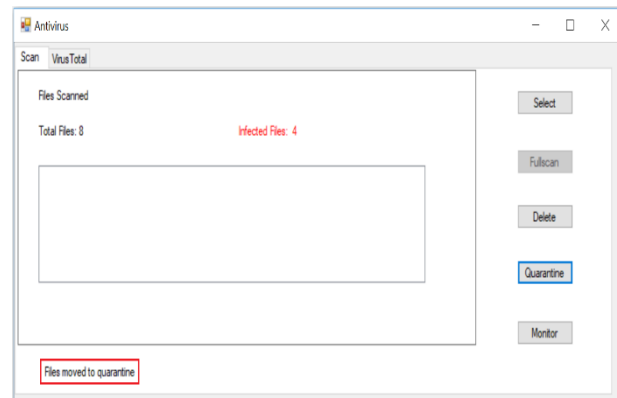 Antivirus
Scan VirusTotal
Files Scanned
Total Files: 8 Infected Files: 4
Select
Fullscan
Delete
Quarantine
Monitor
Files moved to quarantine